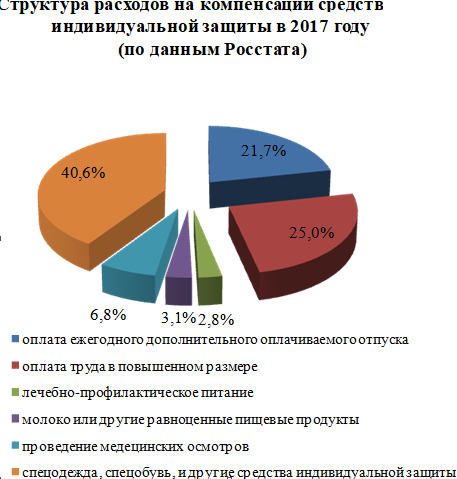 Структура расходов на компенсации средств
индивидуальной защиты в 2017 году
(по данным Росстата)
21,7%
40,6%
25,0%
6,8%
3,1%
2,8%
оплата ежегодного дополнительного оплачиваемого отпуска
оплата труда в повышенном размере
лечебно-профилактическое питание
молоко или другие равноценные пищевые продукты
проведение медецинских осмотров
спецодежда, спецобувь, и другие средства индивидуальной защиты